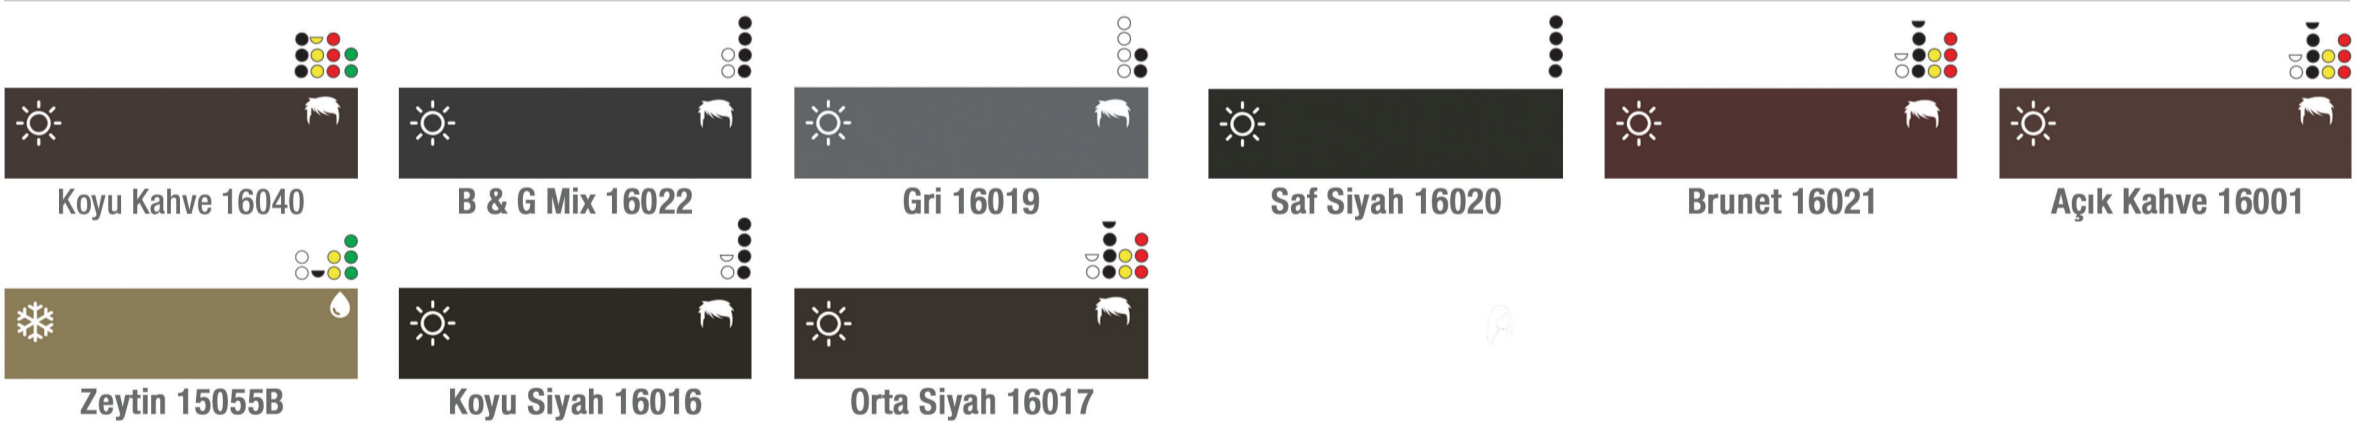 Koyu Kahve 16040
B & G Mix 16022
Gri 16019
Saf Siyah 16020
Brunet 16021
Açık Kahve 16001
Zeytin 15055B
Koyu Siyah 16016
Orta Siyah 16017